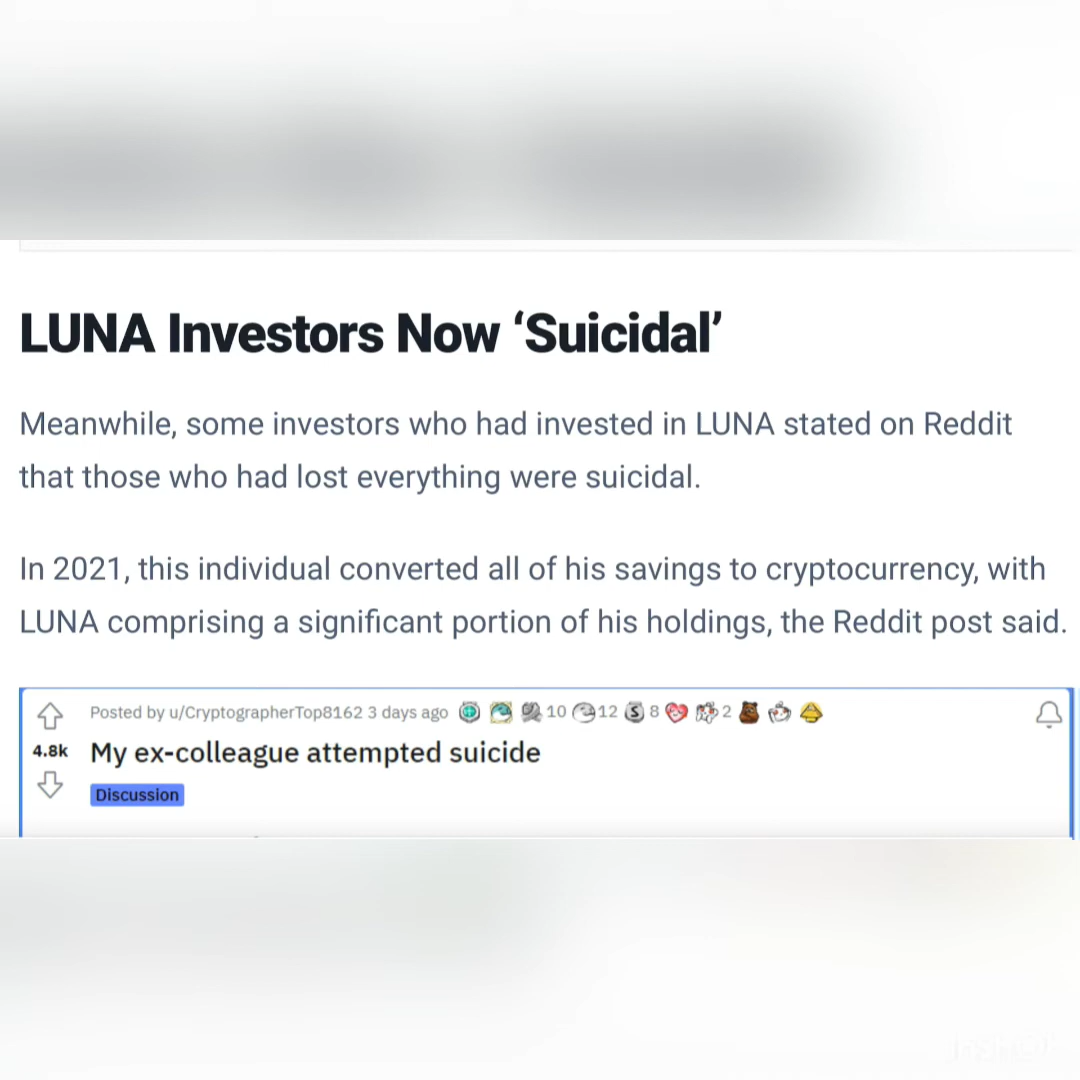 LUNA Investors Now ‘Suicidal’
Meanwhile, some investors who had invested in LUNA stated on Reddit
that those who had lost everything were suicidal.
In 2021, this individual converted all of his savings to cryptocurrency, with
LUNA comprising a significant portion of his holdings, the Reddit post said.
Posted by u/CryptographerTop8162 3 days ago 10 12 8 2
4.8k My ex-colleague attempted suicide
Discussion